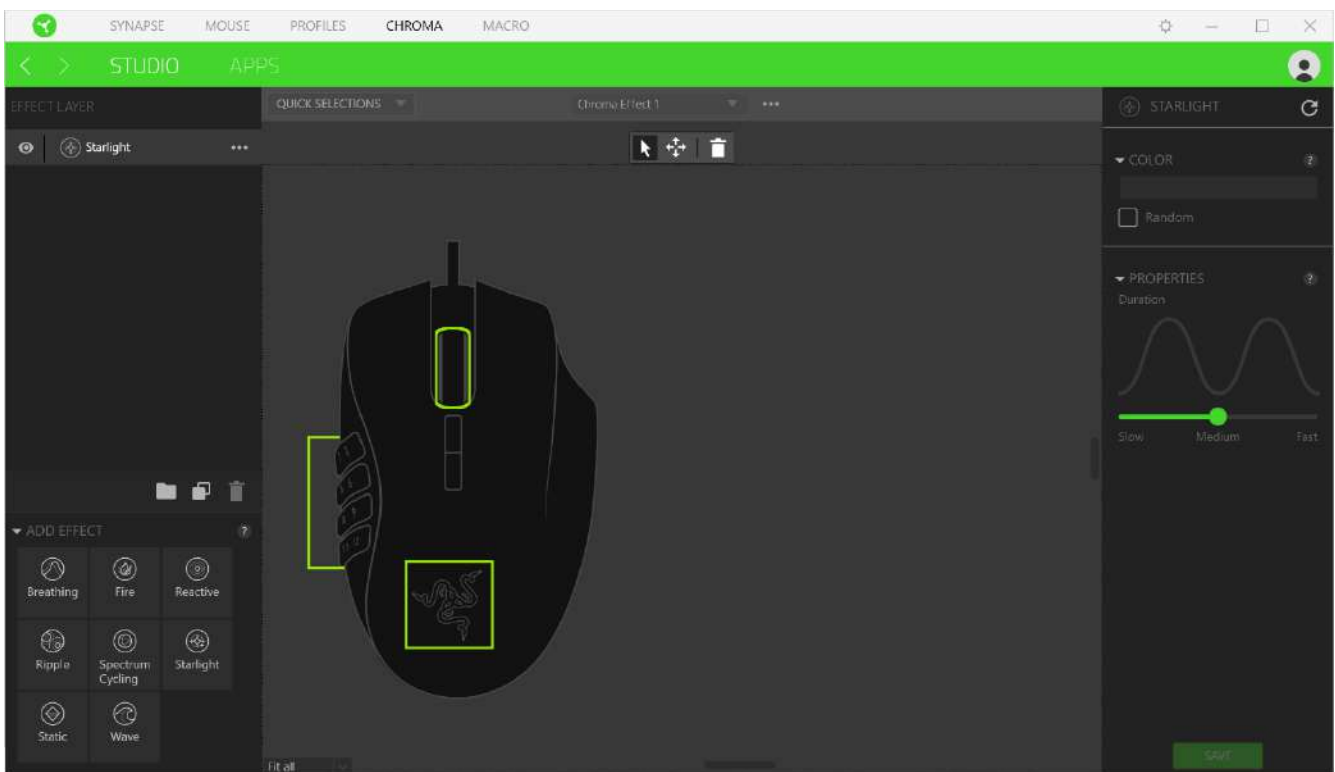 SYNAPSE MOUSE PROFILES CHROMA MACRO
STUDIO APPS
EFFECT LAYER
QUICK SELECTIONS
Chroma Effect 1
STARLIGHT
Starlight
COLOR ?
Random
PROPERTIES ?
Duration
Slow Medium Fast
ADD EFFECT ?
Breathing Fire Reactive
Ripple Spectrum Cycling Starlight
Static Wave
Fit all
SAVE